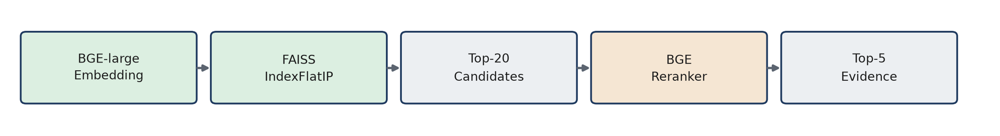 BGE-large
Embedding
FAISS
IndexFlatIP
Top-20
Candidates
BGE
Reranker
Top-5
Evidence